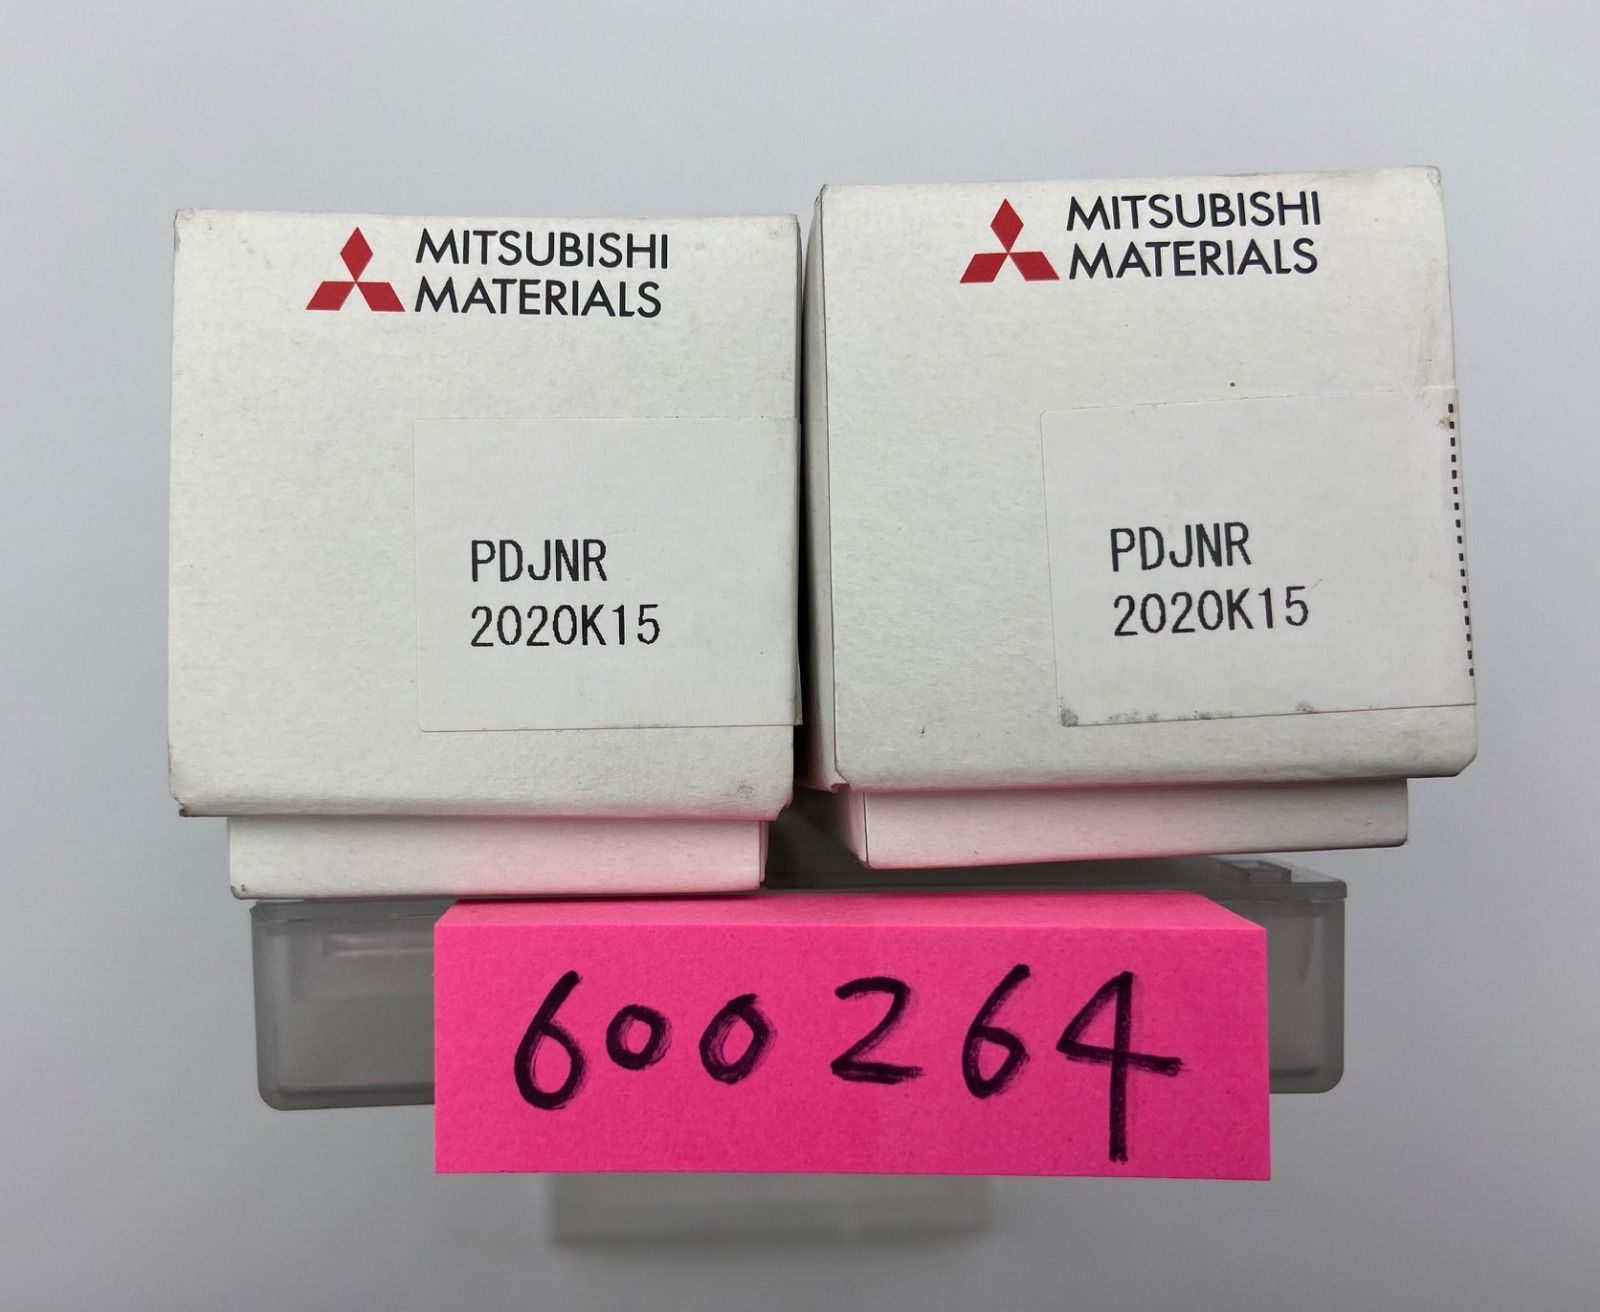 MITSUBISHI
MATERIALS
PDJNR
2020K15
MITSUBISHI
MATERIALS
PDJNR
2020K15
600264